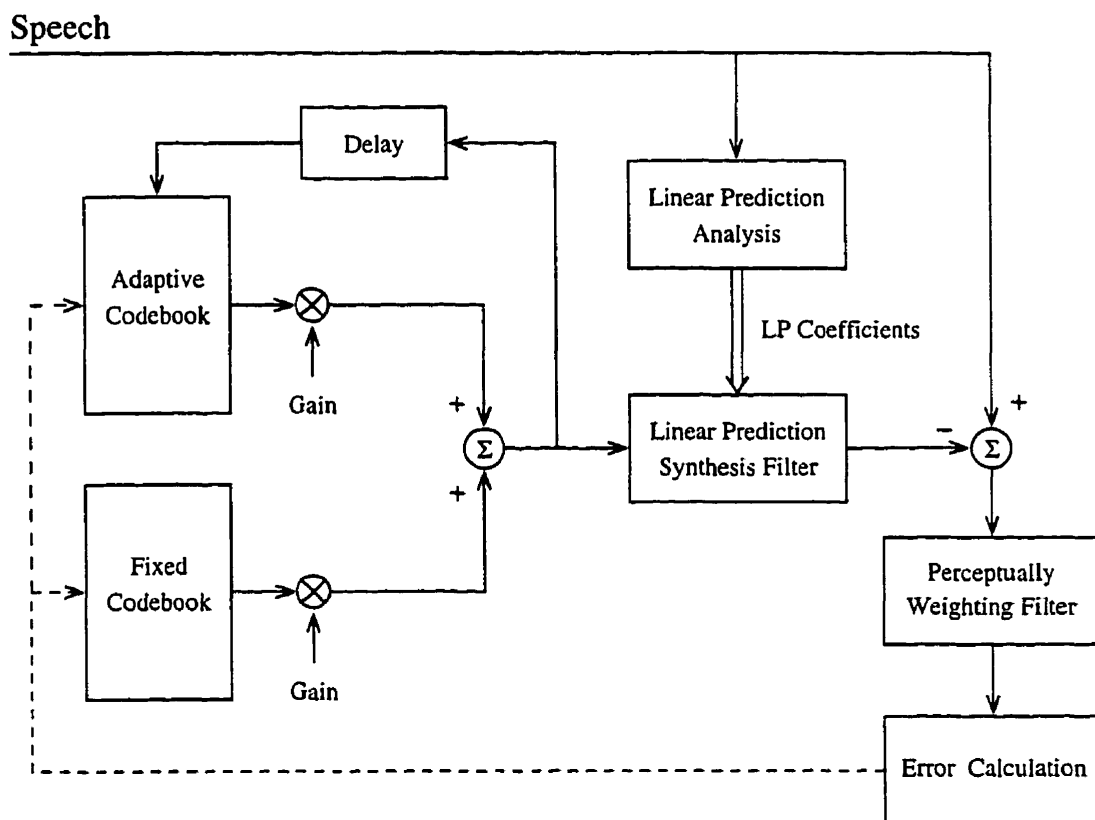 Speech
Delay
Linear Prediction
Analysis
Adaptive
Codebook
LP Coefficients
Gain
+
Linear Prediction
Synthesis Filter
-
+
Σ
Σ
+
Fixed
Codebook
Perceptually
Weighting Filter
Gain
Error Calculation